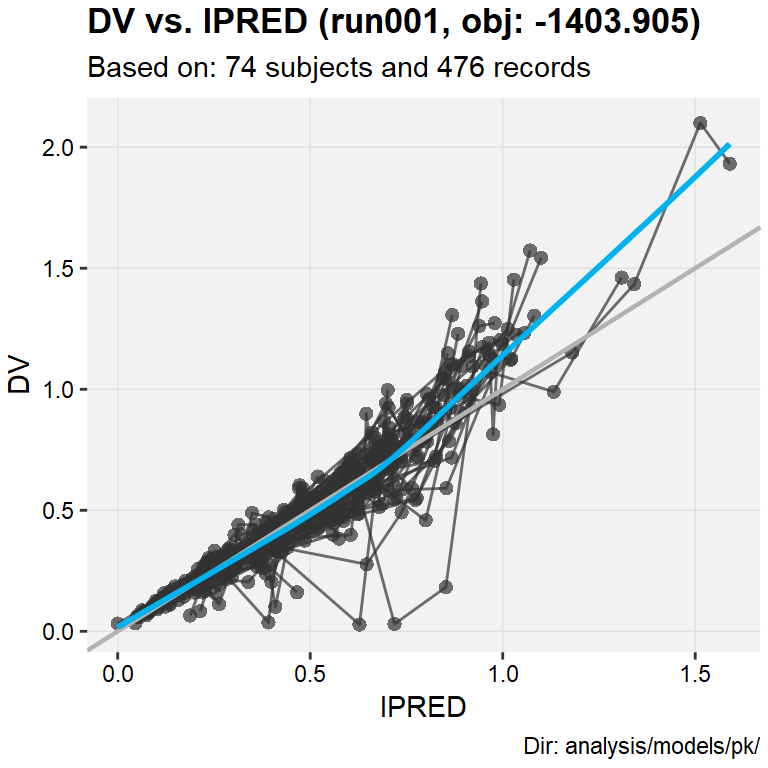 DV vs. IPRED (run001, obj: -1403.905)
Based on: 74 subjects and 476 records
2.0
1.5
1.0
0.5
0.0
DV
0.0 0.5 1.0 1.5
IPRED
Dir: analysis/models/pk/